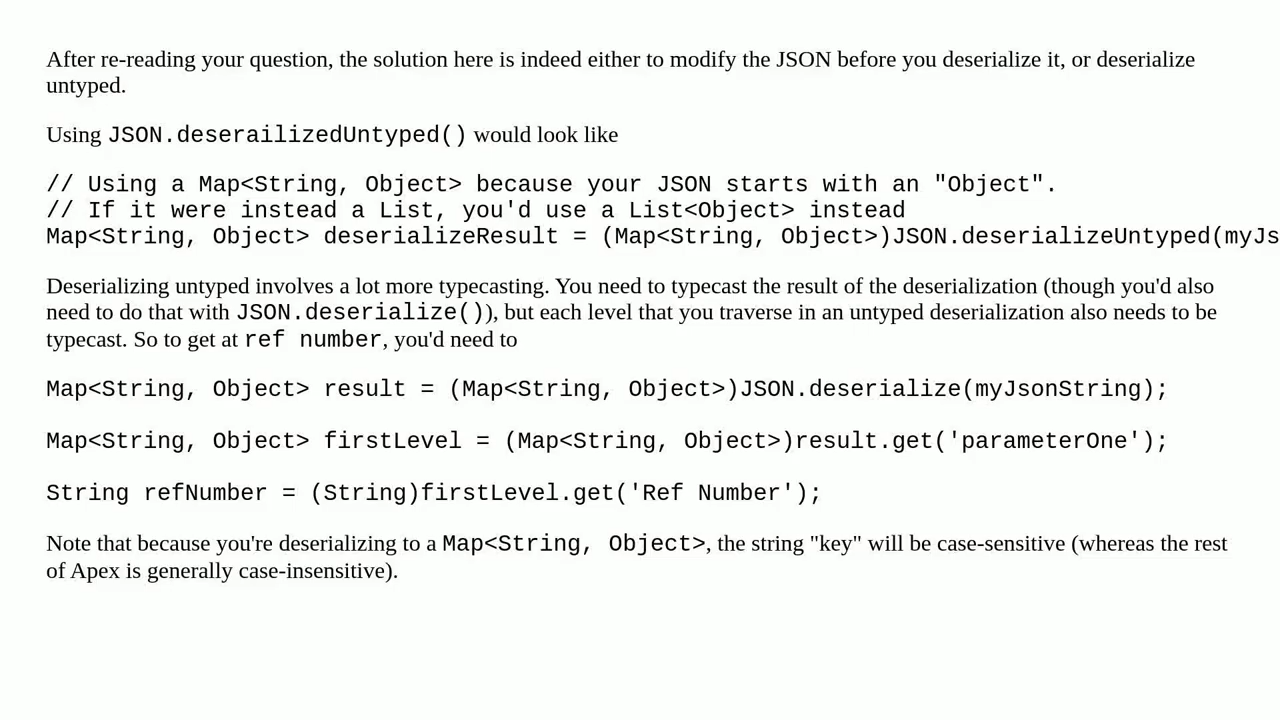 After re-reading your question, the solution here is indeed either to modify the JSON before you deserialize it, or deserialize
untyped.
Using JSON.deserailizedUntyped() would look like
// Using a Map<String, Object> because your JSON starts with an "Object".
// If it were instead a List, you'd use a List<Object> instead
Map<String, Object> deserializeResult = (Map<String, Object>)JSON.deserializeUntyped(myJs
Deserializing untyped involves a lot more typecasting. You need to typecast the result of the deserialization (though you'd also
need to do that with JSON.deserialize()), but each level that you traverse in an untyped deserialization also needs to be
typecast. So to get at ref number, you'd need to
Map<String, Object> result = (Map<String, Object>)JSON.deserialize(myJsonString);
Map<String, Object> firstLevel = (Map<String, Object>)result.get('parameterOne');
String refNumber = (String)firstLevel.get('Ref Number');
Note that because you're deserializing to a Map<String, Object>, the string "key" will be case-sensitive (whereas the rest
of Apex is generally case-insensitive).